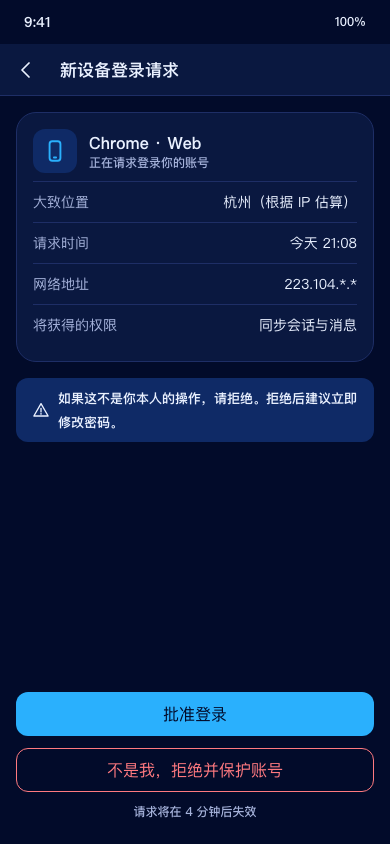 9:41
100%
新设备登录请求
Chrome · Web
正在请求登录你的账号
大致位置
杭州（根据 IP 估算）
请求时间
今天 21:08
网络地址
223.104.*.*
将获得的权限
同步会话与消息
如果这不是你本人的操作，请拒绝。拒绝后建议立即
修改密码。
批准登录
不是我，拒绝并保护账号
请求将在 4 分钟后失效